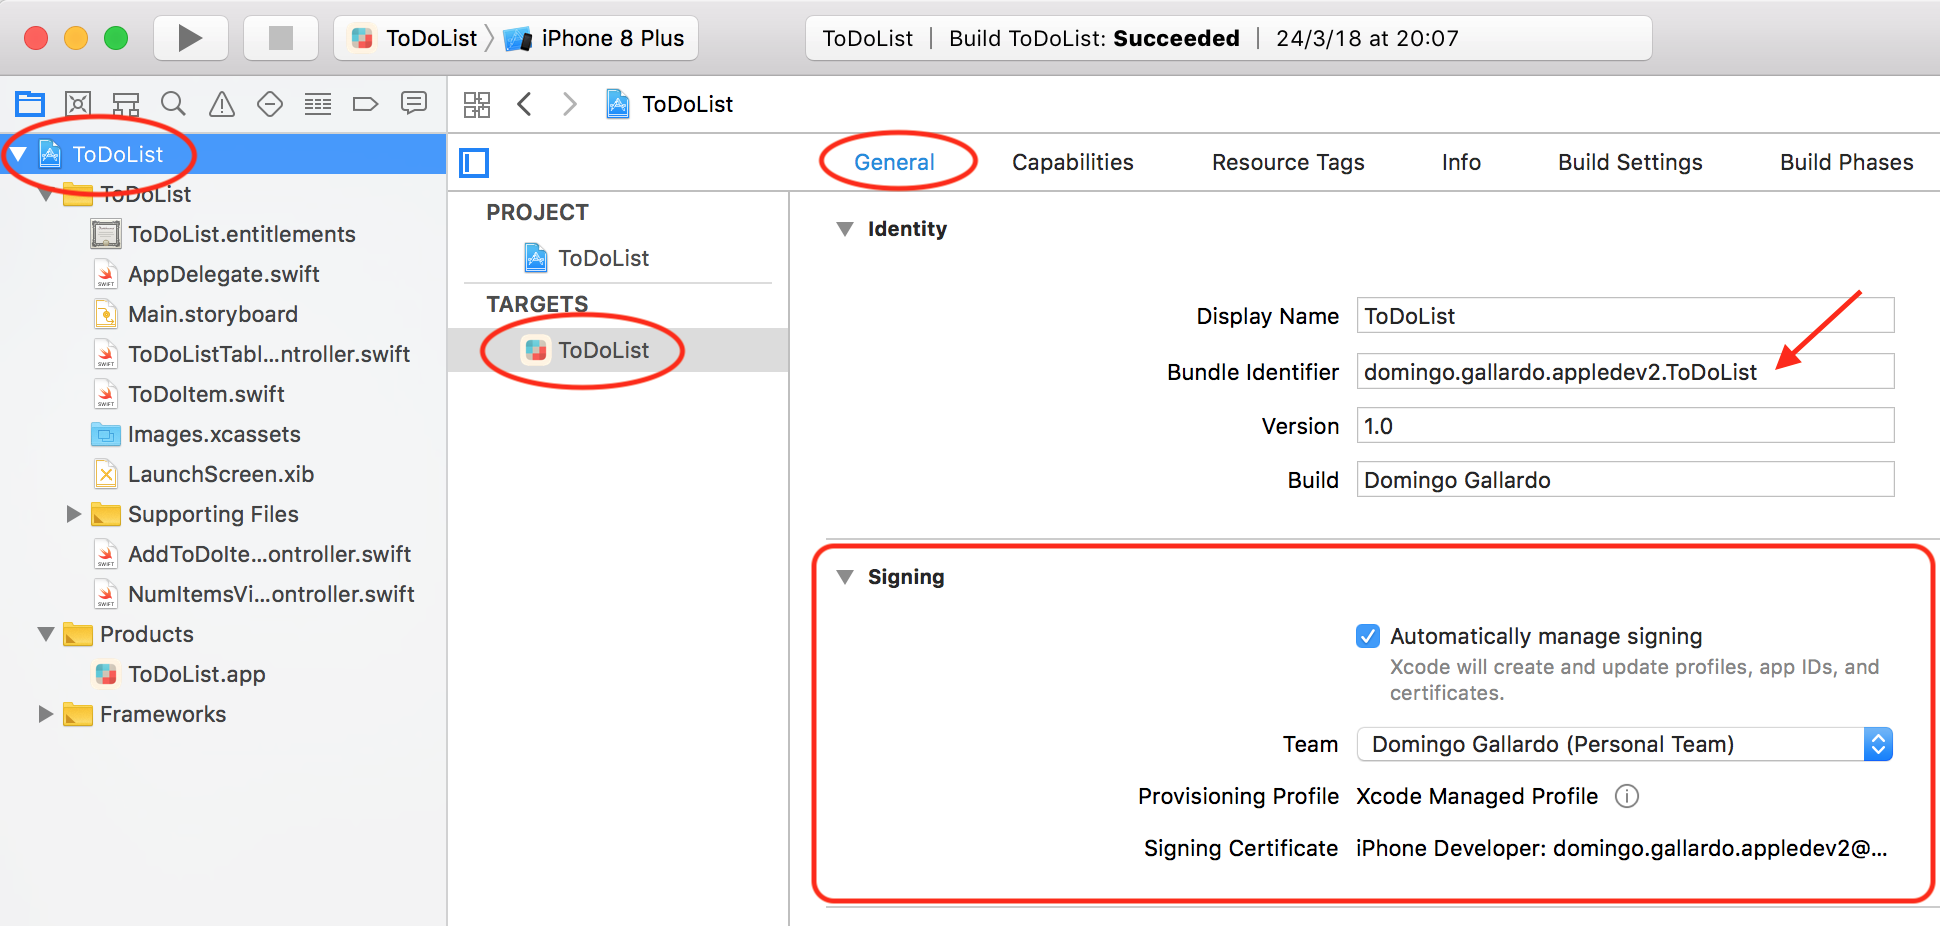 ToDoList iPhone 8 Plus
ToDoList | Build ToDoList: Succeeded | 24/3/18 at 20:07
ToDoList
ToDoList
ToDoList.entitlements
AppDelegate.swift
Main.storyboard
ToDoListTabl...ntroller.swift
ToDoItem.swift
Images.xcassets
LaunchScreen.xib
Supporting Files
AddToDoIte...ontroller.swift
NumItemsVi...ontroller.swift
Products
ToDoList.app
Frameworks
ToDoList
General Capabilities Resource Tags Info Build Settings Build Phases
PROJECT
ToDoList
TARGETS
ToDoList
Identity
Display Name ToDoList
Bundle Identifier domingo.gallardo.appledev2.ToDoList
Version 1.0
Build Domingo Gallardo
Signing
Automatically manage signing
Xcode will create and update profiles, app IDs, and
certificates.
Team Domingo Gallardo (Personal Team)
Provisioning Profile Xcode Managed Profile
Signing Certificate iPhone Developer: domingo.gallardo.appledev2@...